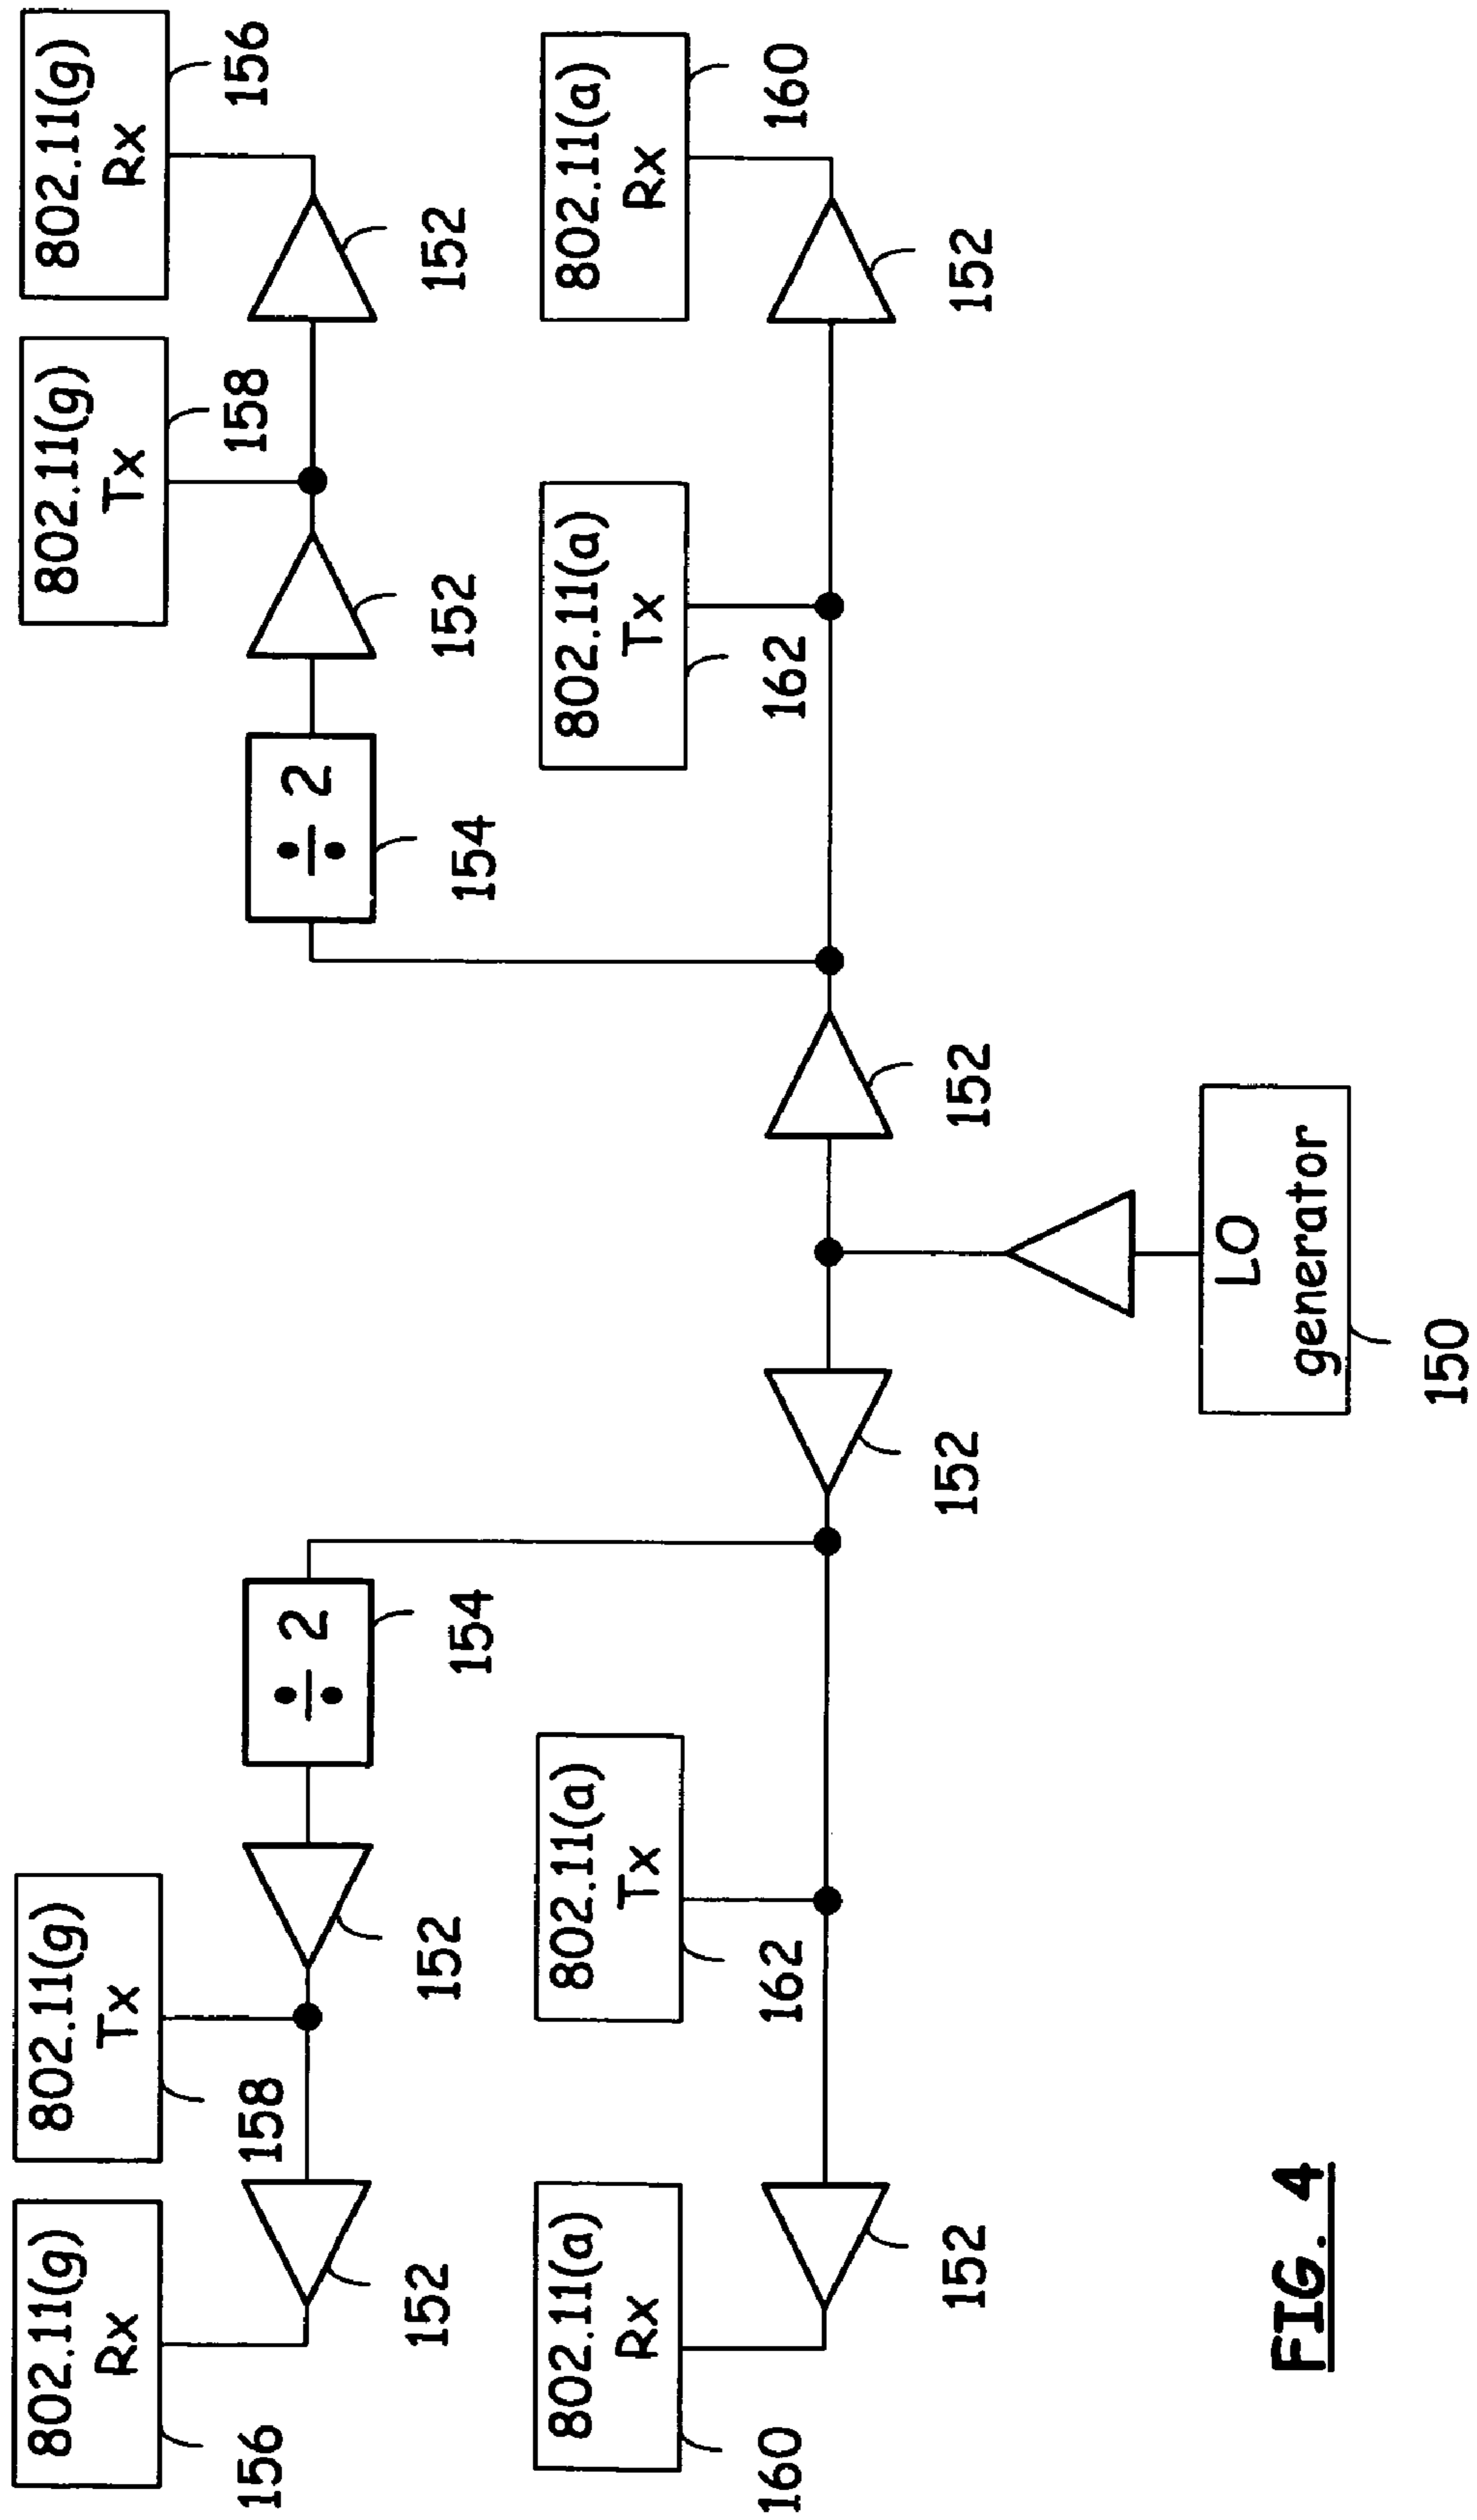 802.11(g)
Rx
156
802.11(g)
Tx
158
802.11(g)
Tx
158
802.11(g)
Rx
156
÷ 2
÷ 2
152
152
154
154
152
152
802.11(a)
Rx
160
802.11(a)
Tx
162
802.11(a)
Tx
162
802.11(a)
Rx
160
152
152
152
152
LO
generator
150
FIG. 4